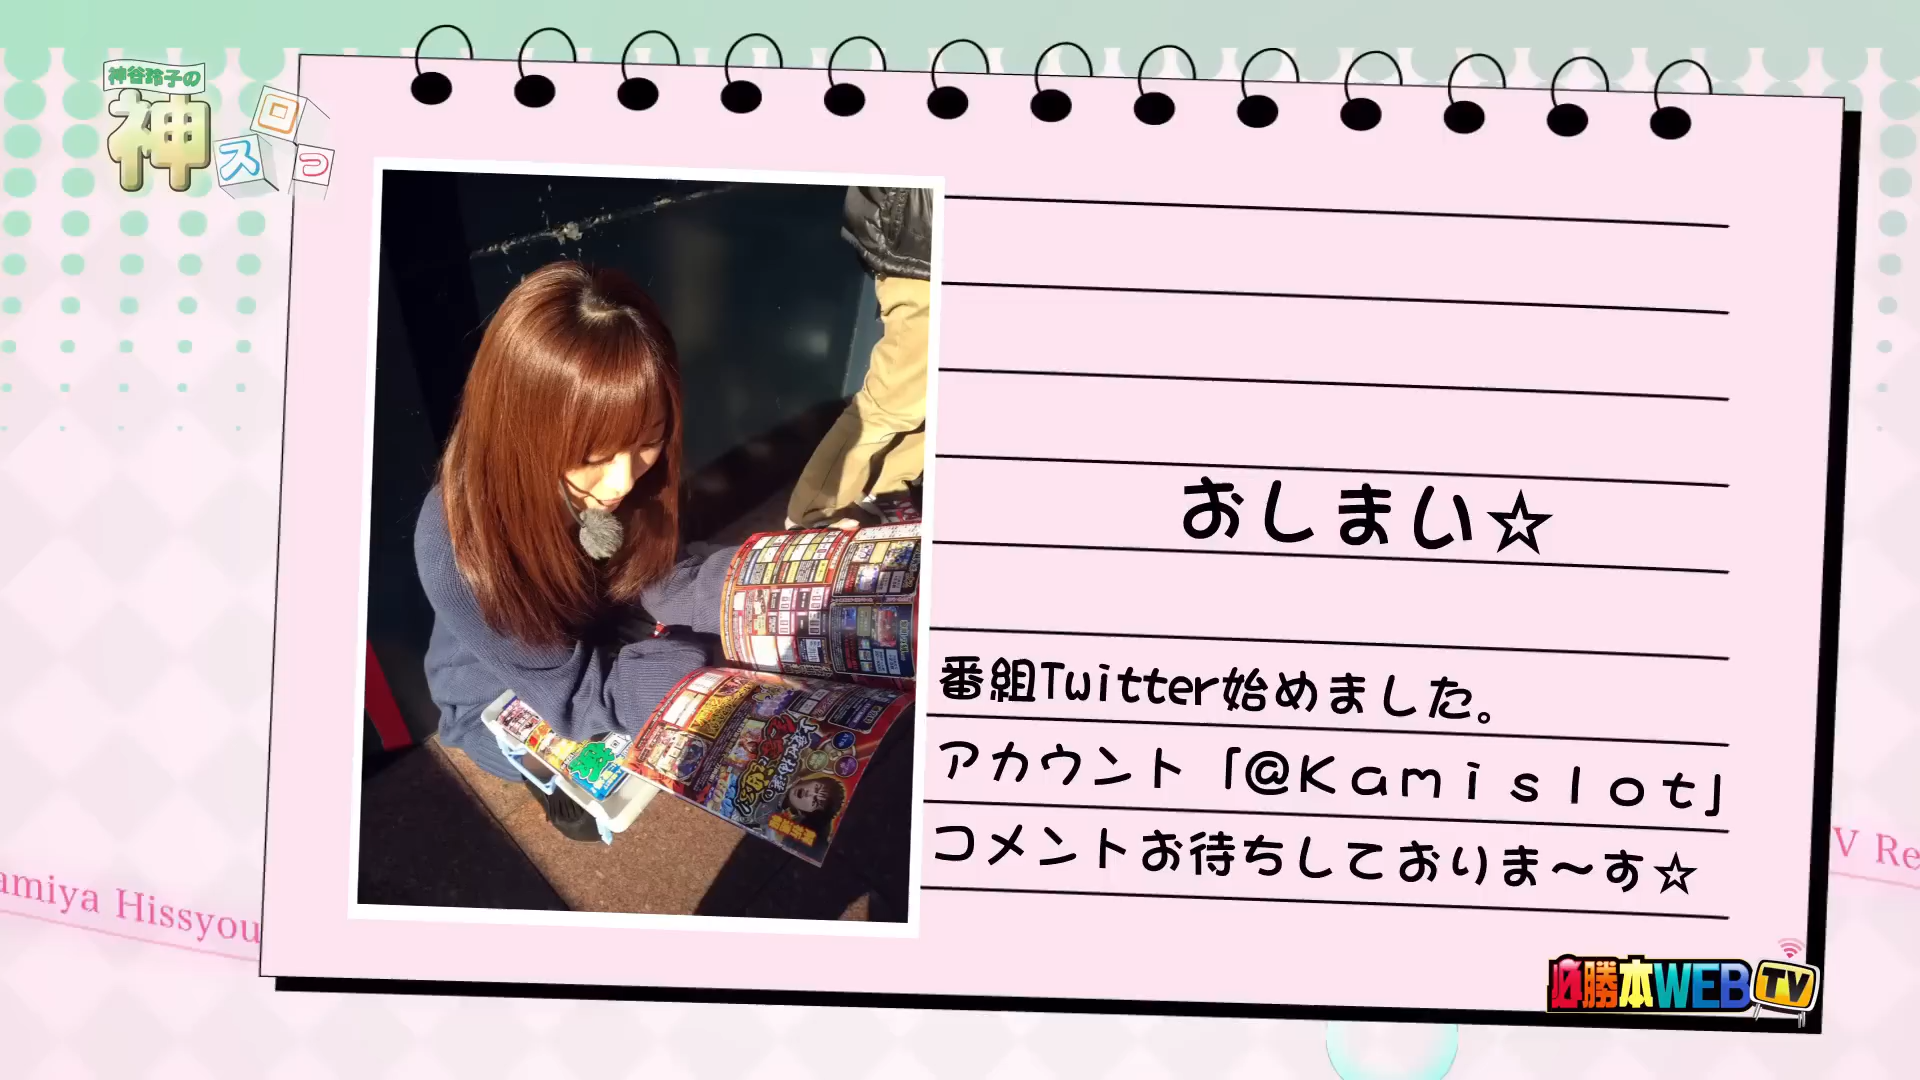 神谷玲子の
神スロっ
おしまい☆
番組Twitter始めました。
アカウント「@Kamislot」
コメントお待ちしておりま～す☆
amiya Hissyou
V Re
必勝本WEBTV